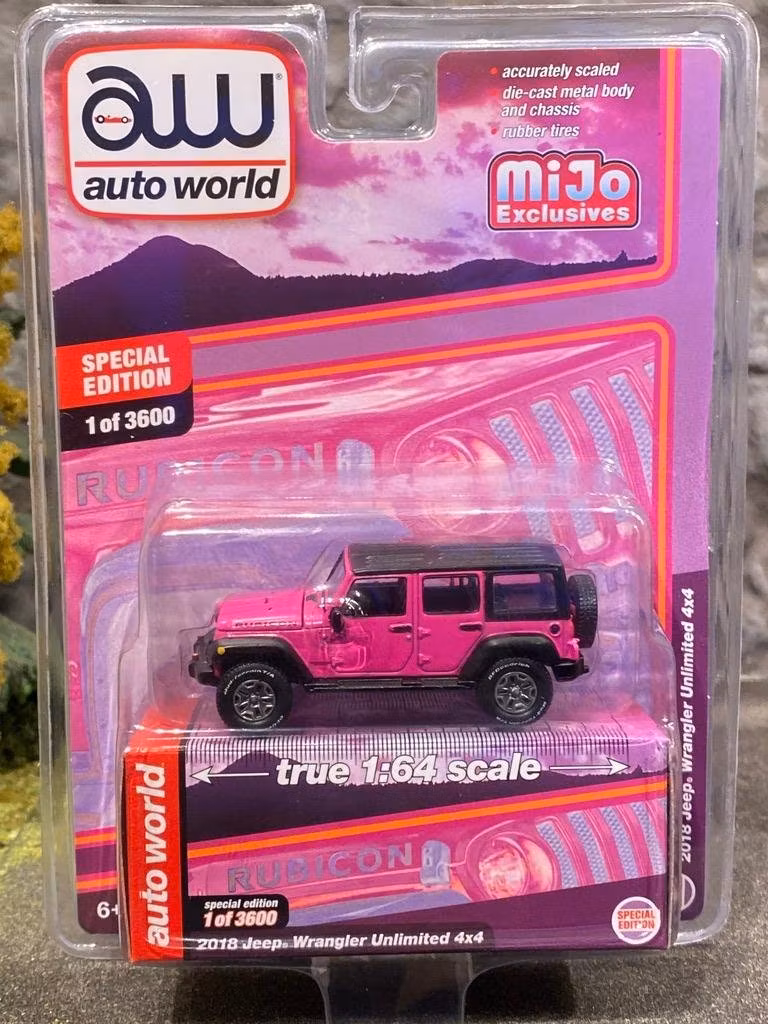 aw®
auto world
• accurately scaled
• die-cast metal body
and chassis
• rubber tires
MiJo
Exclusives
SPECIAL
EDITION
1 of 3600
RUBICON
RUBICON
true 1:64 scale
auto world
RUBICON
special edition
1 of 3600
2018 Jeep® Wrangler Unlimited 4x4
SPECIAL
EDITION
6+
2018 Jeep® Wrangler Unlimited 4x4